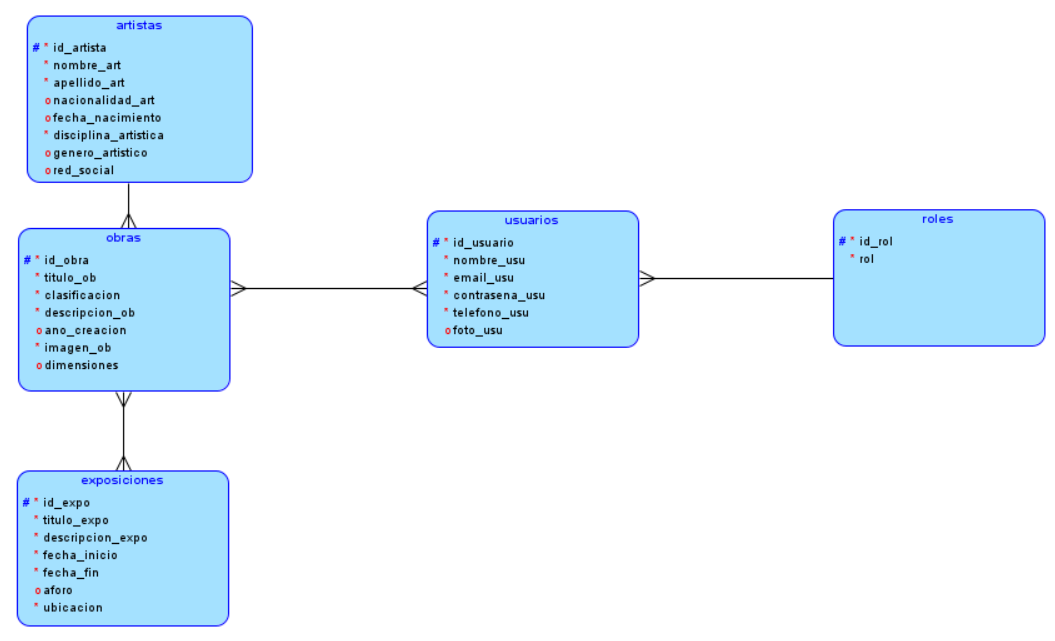 artistas
# * id_artista
* nombre_art
* apellido_art
o nacionalidad_art
o fecha_nacimiento
* disciplina_artistica
o genero_artistico
o red_social
obras
# * id_obra
* titulo_ob
* clasificacion
* descripcion_ob
o ano_creacion
* imagen_ob
o dimensiones
usuarios
# * id_usuario
* nombre_usu
* email_usu
* contrasena_usu
* telefono_usu
o foto_usu
roles
# * id_rol
* rol
exposiciones
# * id_expo
* titulo_expo
* descripcion_expo
* fecha_inicio
* fecha_fin
o aforo
* ubicacion